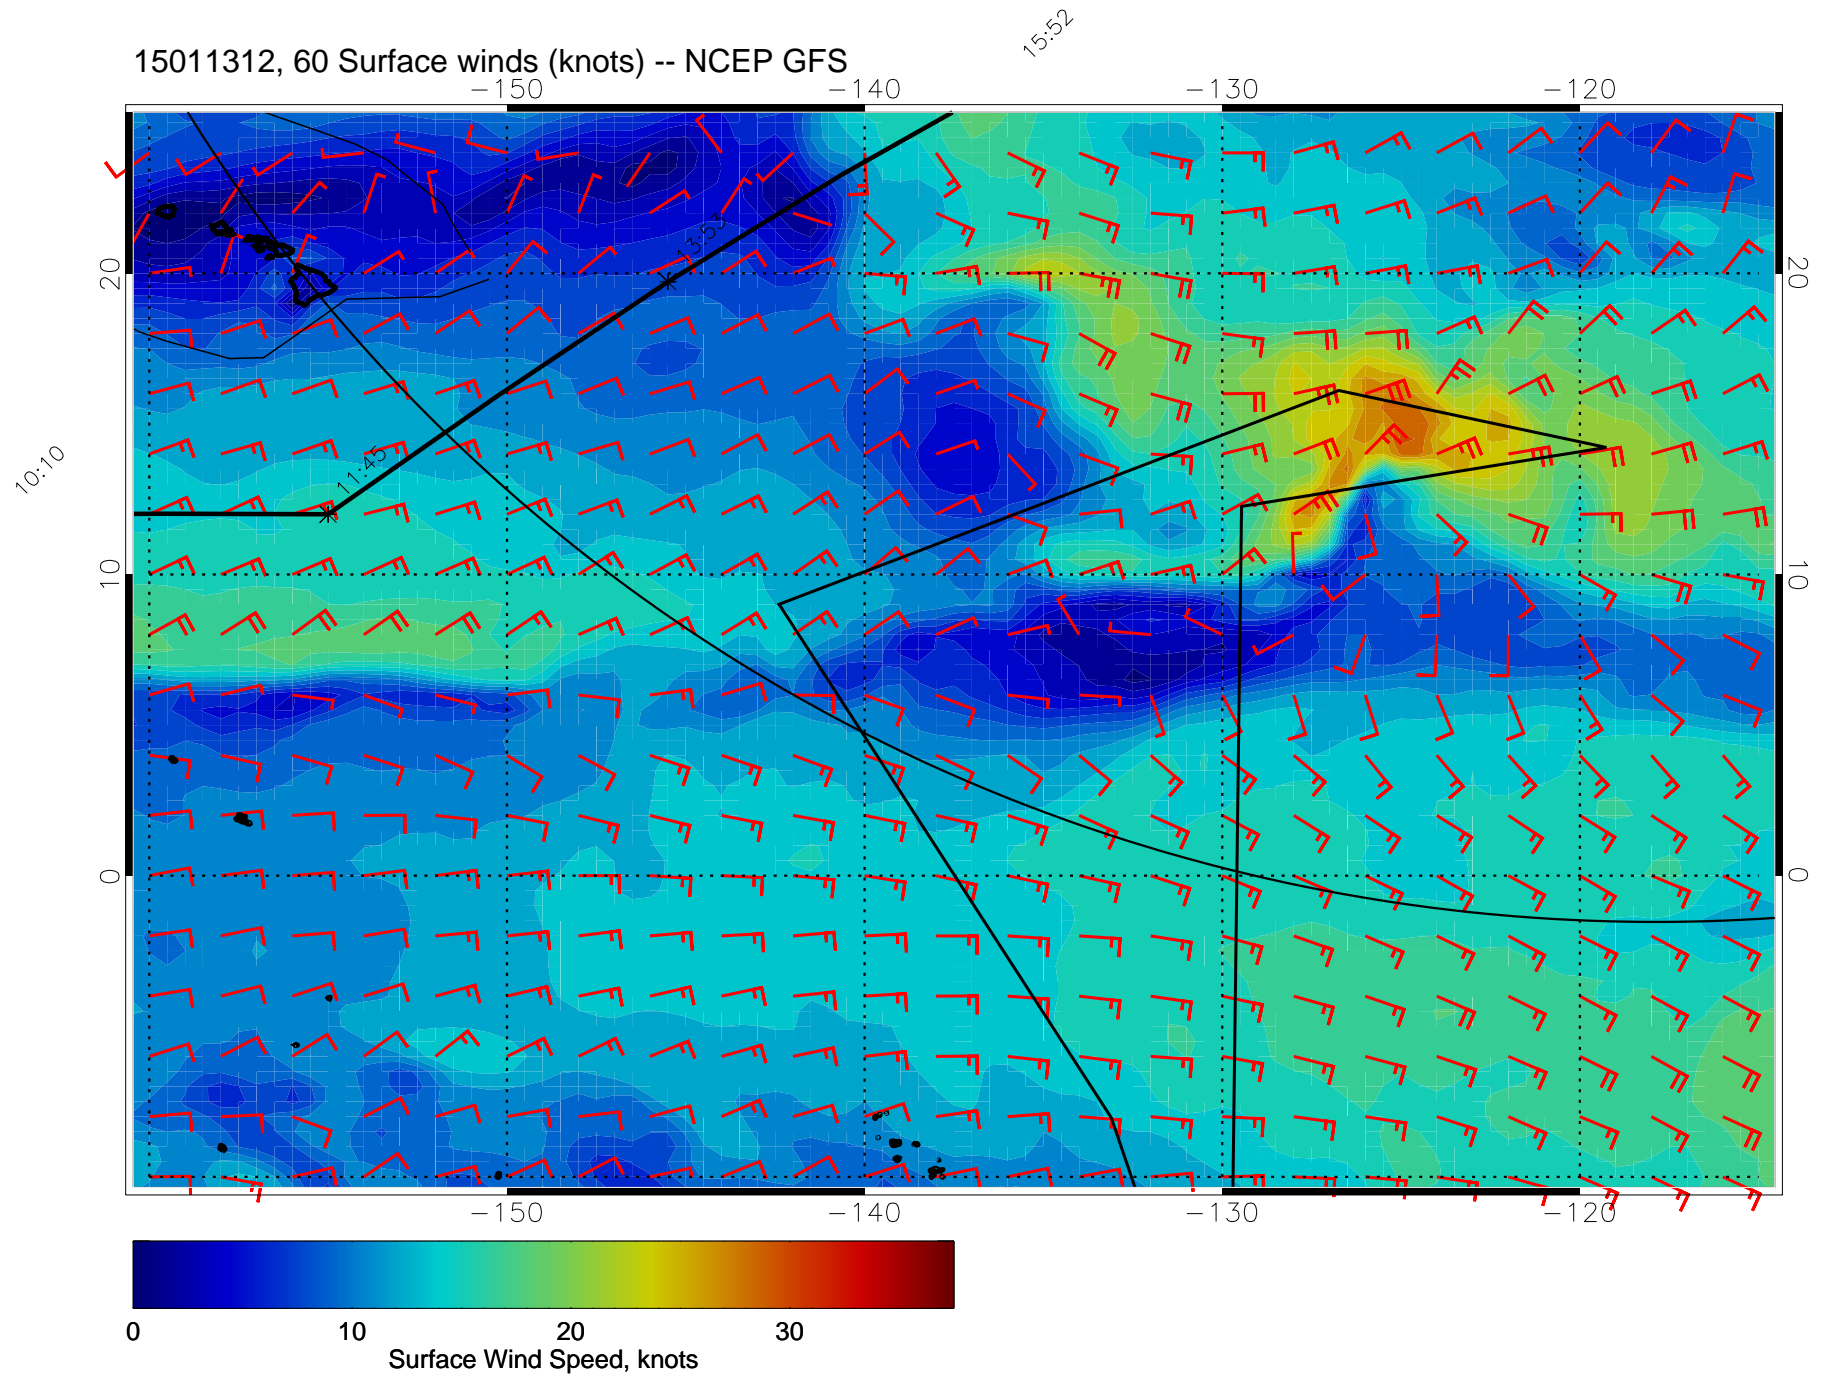 15:52
15011312, 60 Surface winds (knots) -- NCEP GFS
-150 -140 -130 -120
13:53
20 20
11:45
10:10
10 10
0 0
-150 -140 -130 -120
0 10 20 30
Surface Wind Speed, knots